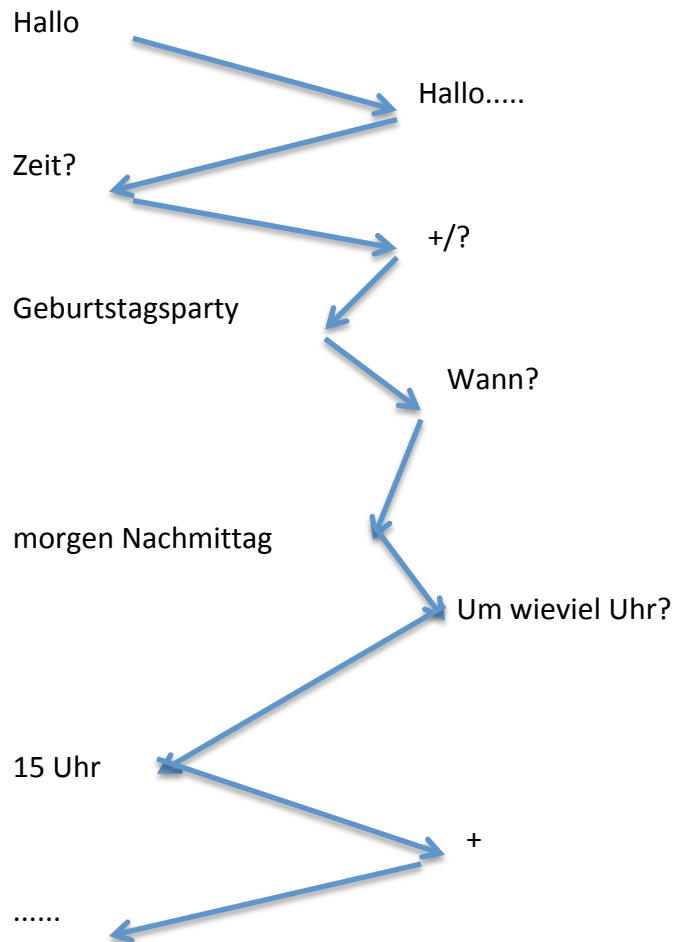 Hallo
Hallo.....
Zeit?
+/?
Geburtstagsparty
Wann?
morgen Nachmittag
Um wieviel Uhr?
15 Uhr
+
......